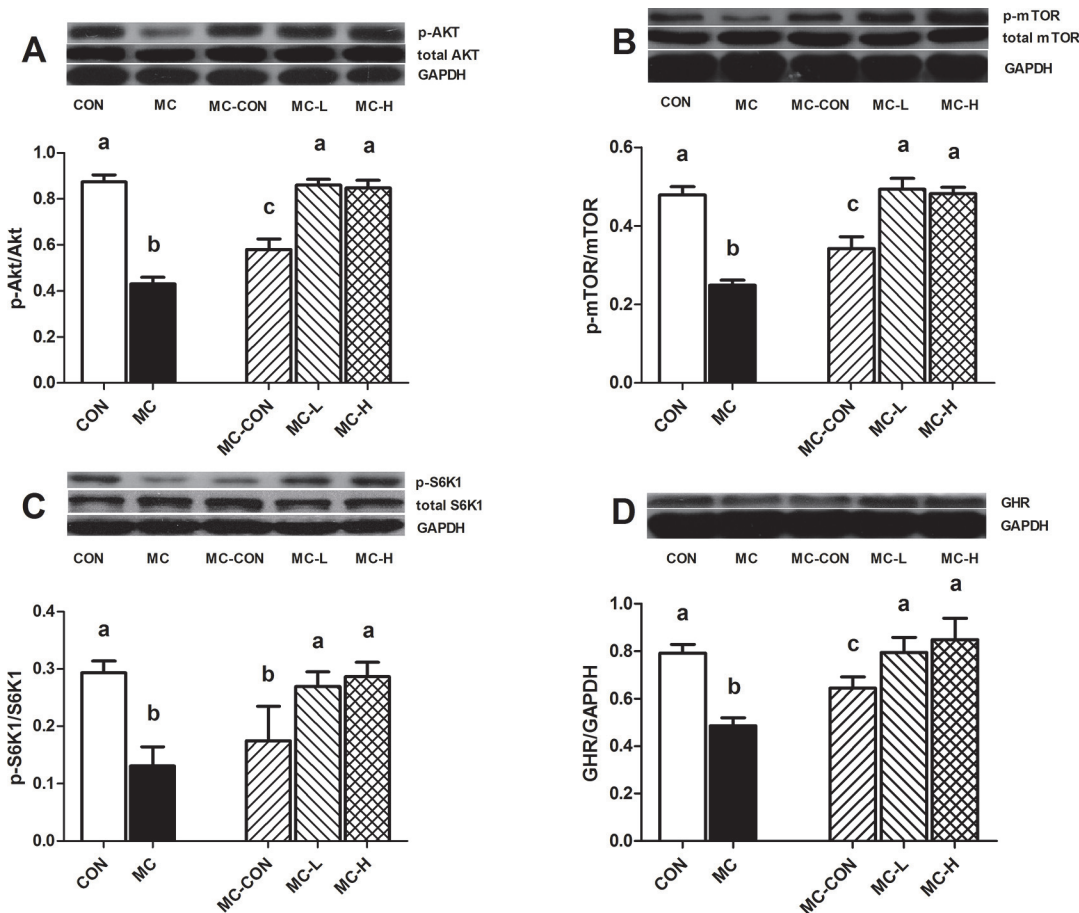 A
p-AKT
total AKT
GAPDH
CON MC MC-CON MC-L MC-H
p-Akt/Akt
1.0
0.8
0.6
0.4
0.2
0.0
a
b
c
a
a
CON
MC
MC-CON
MC-L
MC-H
B
p-mTOR
total mTOR
GAPDH
CON MC MC-CON MC-L MC-H
p-mTOR/mTOR
0.6
0.4
0.2
0.0
a
b
c
a
a
CON
MC
MC-CON
MC-L
MC-H
C
p-S6K1
total S6K1
GAPDH
CON MC MC-CON MC-L MC-H
p-S6K1/S6K1
0.4
0.3
0.2
0.1
0.0
a
b
b
a
a
CON
MC
MC-CON
MC-L
MC-H
D
GHR
GAPDH
CON MC MC-CON MC-L MC-H
GHR/GAPDH
1.0
0.8
0.6
0.4
0.2
0.0
a
b
c
a
a
CON
MC
MC-CON
MC-L
MC-H